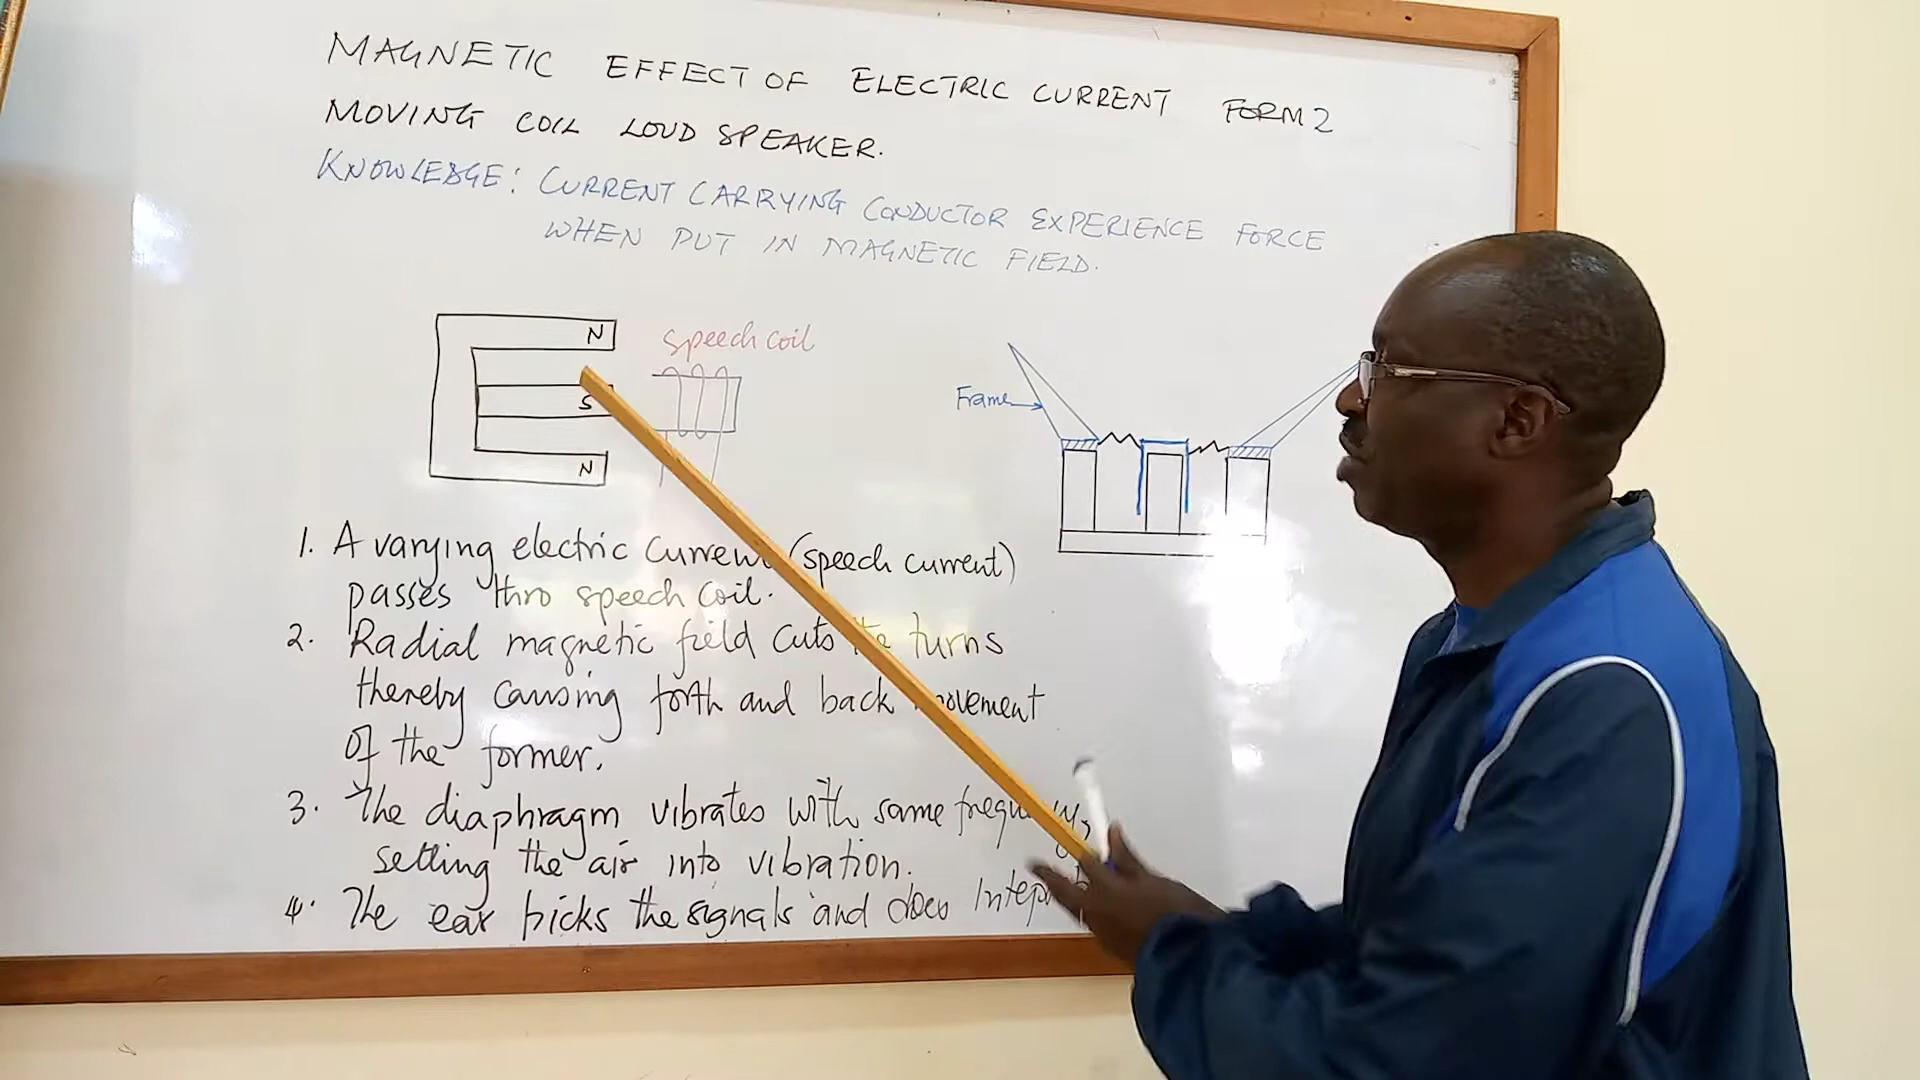 MAGNETIC EFFECT OF ELECTRIC CURRENT FORM 2
MOVING COIL LOUD SPEAKER.
KNOWLEDGE: CURRENT CARRYING CONDUCTOR EXPERIENCE FORCE
WHEN PUT IN MAGNETIC FIELD.
N
S
N
speech coil
Frame
1. A varying electric (speech current)
passes thro speech coil.
2. Radial magnetic field cuts turns
thereby causing forth and back
of the former.
3. The diaphragm vibrates with same
setting the air into vibration.
4. The ear picks the signals and does